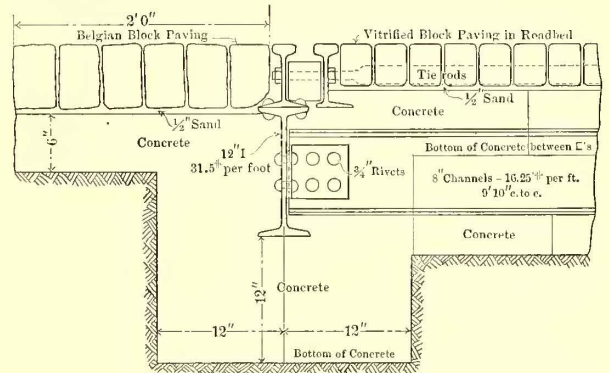 2'0"
Belgian Block Paving
Vitrified Block Paving in Roadbed
Tie rods
½" Sand
½" Sand
Concrete
6"
Concrete
12" I
31.5# per foot
¾" Rivets
Bottom of Concrete between [’s
8" Channels - 16.25# per ft.
9'10" c. to c.
Concrete
12"
Concrete
12"
12"
Bottom of Concrete